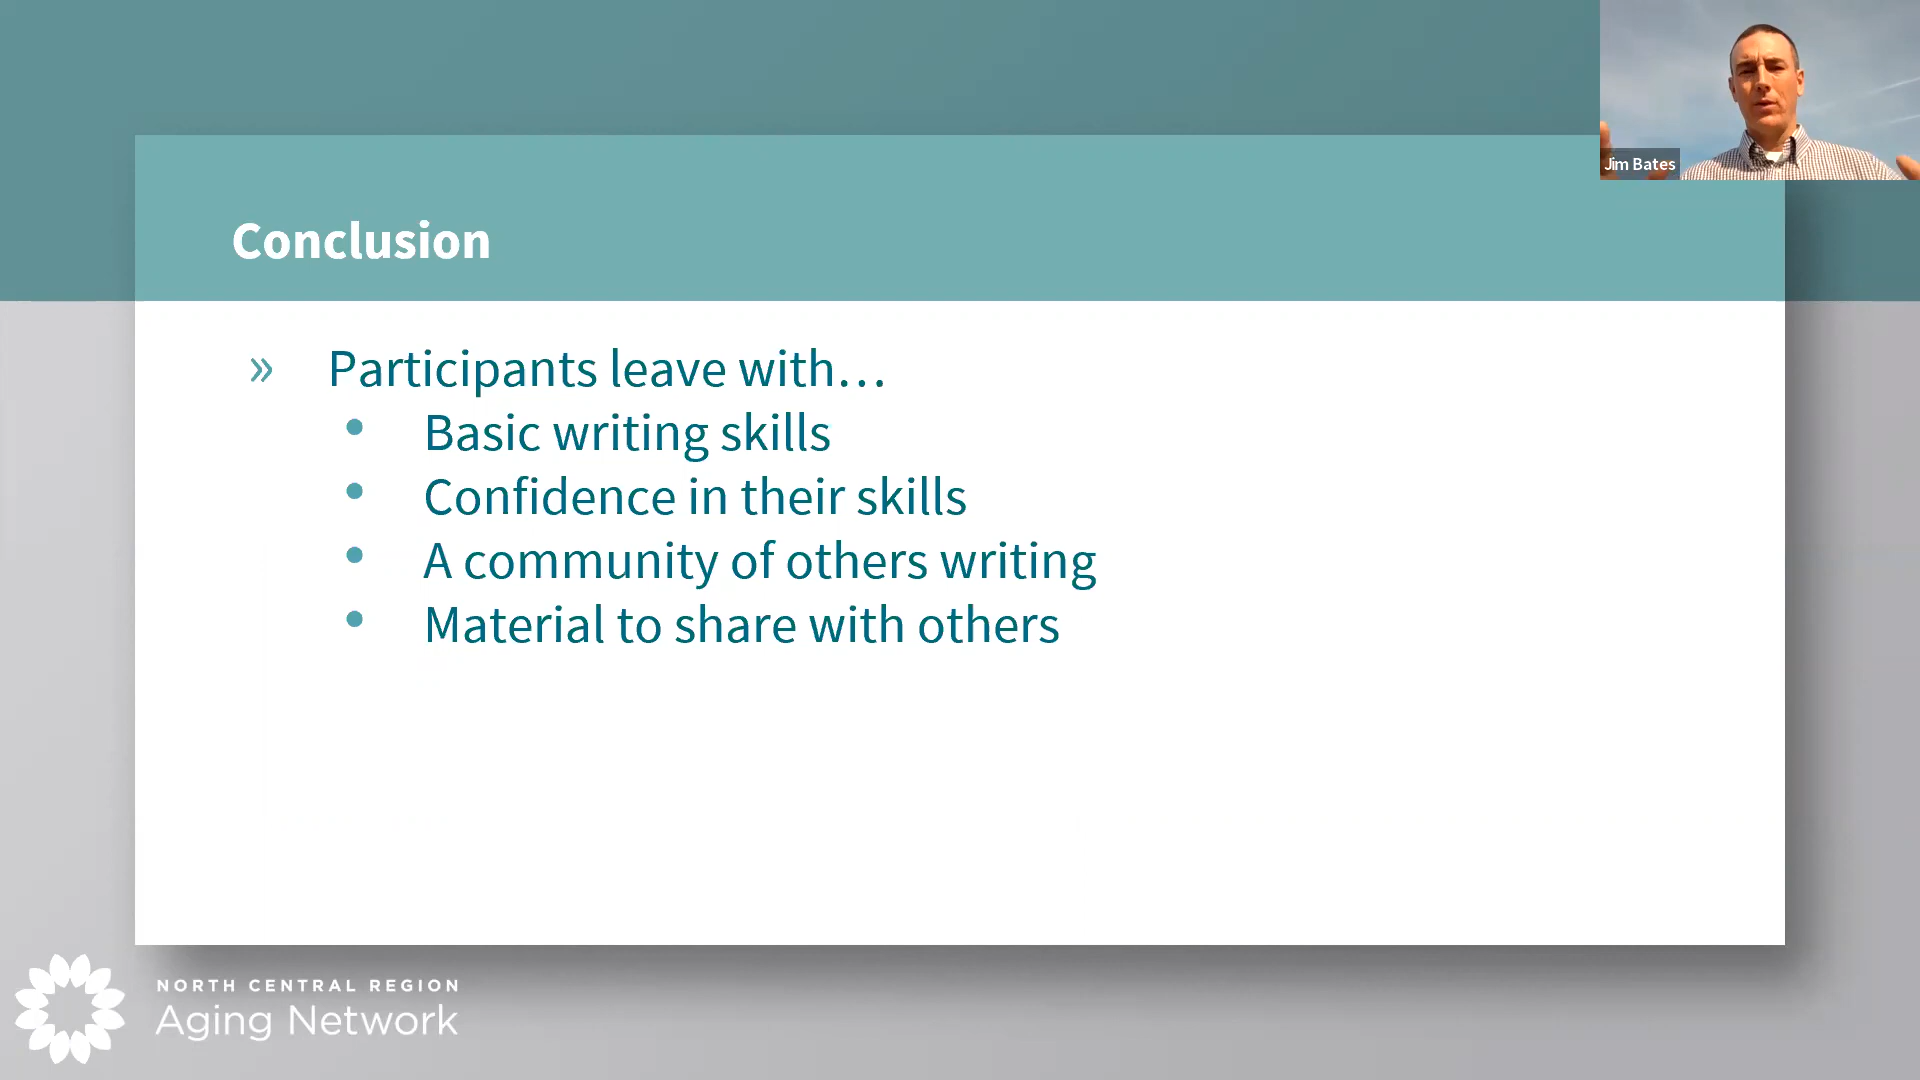 Jim Bates
Conclusion
» Participants leave with…
• Basic writing skills
• Confidence in their skills
• A community of others writing
• Material to share with others
NORTH CENTRAL REGION
Aging Network